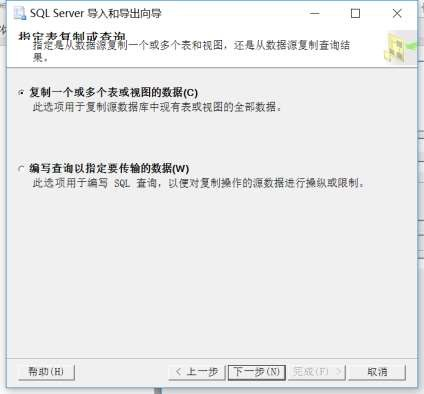 SQL Server 导入和导出向导
指定表复制或查询
指定是从数据源复制一个或多个表和视图，还是从数据源复制查询结
果。
复制一个或多个表或视图的数据(C)
此选项用于复制源数据库中现有表或视图的全部数据。
编写查询以指定要传输的数据(W)
此选项用于编写 SQL 查询，以便对复制操作的源数据进行操纵或限制。
帮助(H)
< 上一步
下一步(N)
完成(F) >
取消